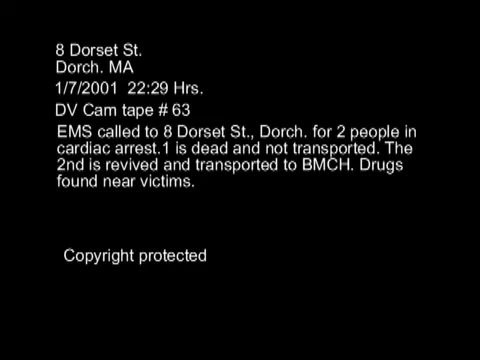 8 Dorset St.
Dorch. MA
1/7/2001 22:29 Hrs.
DV Cam tape # 63
EMS called to 8 Dorset St., Dorch. for 2 people in
cardiac arrest.1 is dead and not transported. The
2nd is revived and transported to BMCH. Drugs
found near victims.
Copyright protected